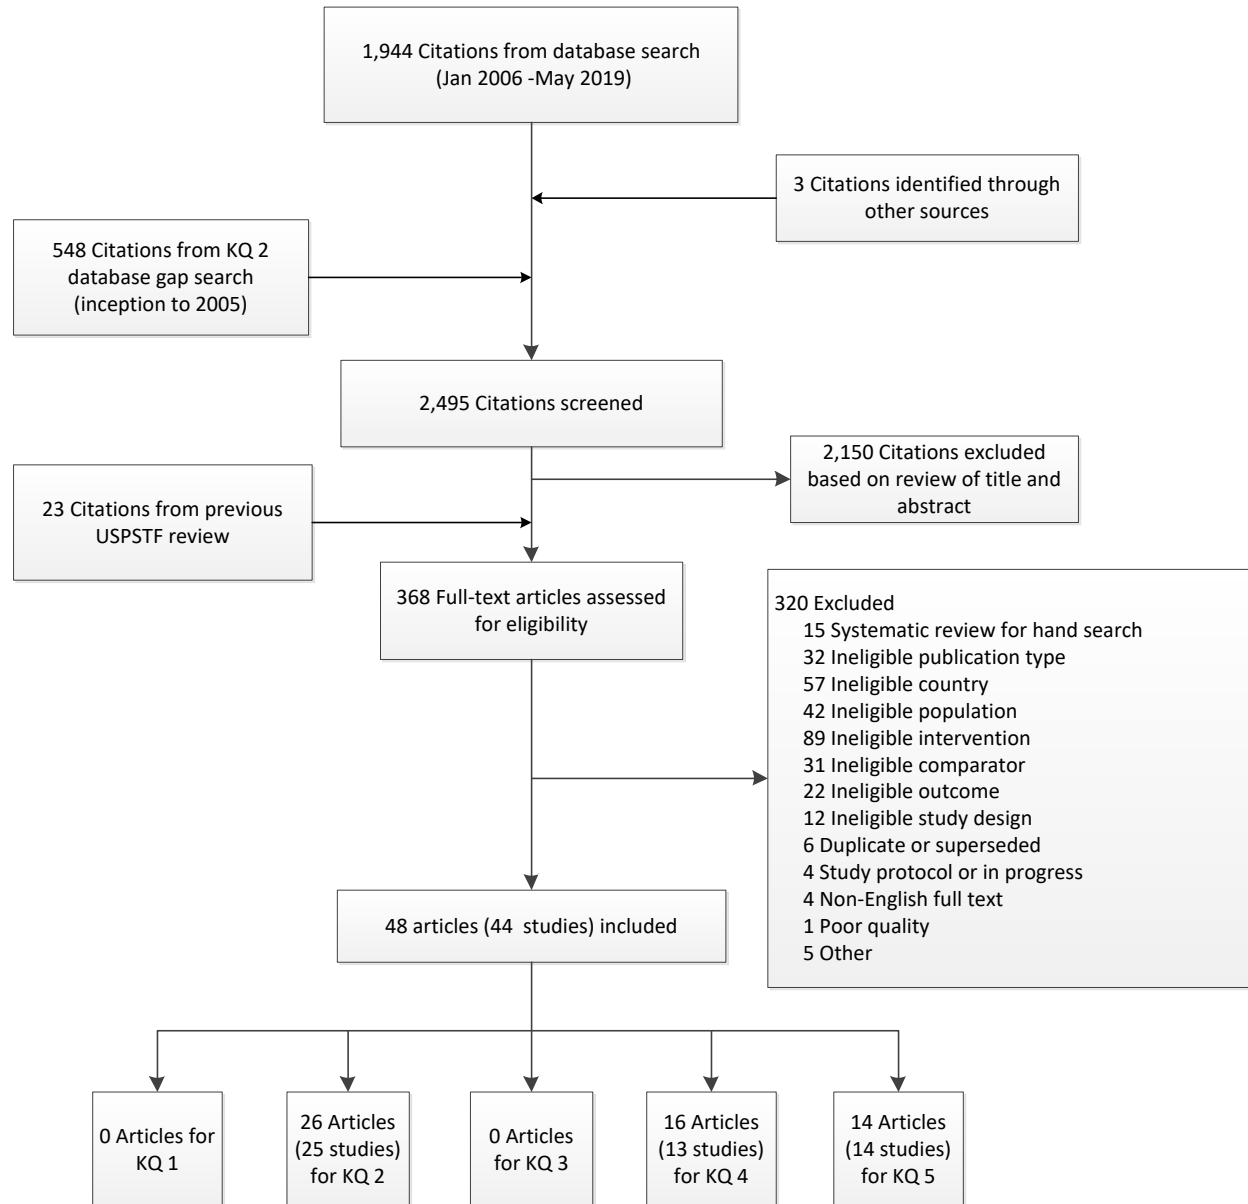 1,944 Citations from database search
(Jan 2006 -May 2019)
3 Citations identified through
other sources
548 Citations from KQ 2
database gap search
(inception to 2005)
2,495 Citations screened
2,150 Citations excluded
based on review of title and
abstract
23 Citations from previous
USPSTF review
368 Full-text articles assessed
for eligibility
320 Excluded
15 Systematic review for hand search
32 Ineligible publication type
57 Ineligible country
42 Ineligible population
89 Ineligible intervention
31 Ineligible comparator
22 Ineligible outcome
12 Ineligible study design
6 Duplicate or superseded
4 Study protocol or in progress
4 Non-English full text
1 Poor quality
5 Other
48 articles (44 studies) included
0 Articles for
KQ 1
26 Articles
(25 studies)
for KQ 2
0 Articles
for KQ 3
16 Articles
(13 studies)
for KQ 4
14 Articles
(14 studies)
for KQ 5